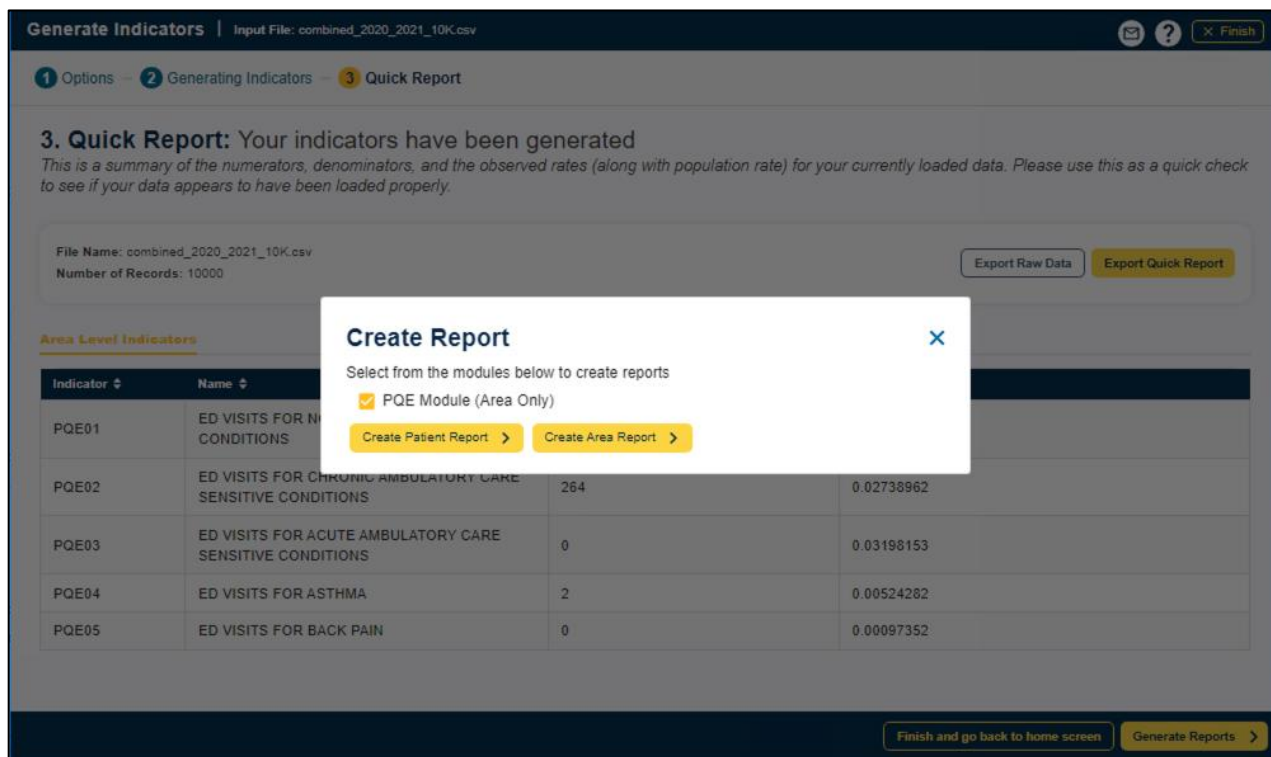 Generate Indicators | Input File: combined_2020_2021_10K.csv
? × Finish
1 Options – 2 Generating Indicators – 3 Quick Report
3. Quick Report: Your indicators have been generated
This is a summary of the numerators, denominators, and the observed rates (along with population rate) for your currently loaded data. Please use this as a quick check
to see if your data appears to have been loaded properly.
File Name: combined_2020_2021_10K.csv
Number of Records: 10000
Export Raw Data
Export Quick Report
Area Level Indicators
Create Report ×
Select from the modules below to create reports
PQE Module (Area Only)
Create Patient Report >
Create Area Report >
Indicator Name
PQE01 ED VISITS FOR
CONDITIONS
PQE02 ED VISITS FOR CHRONIC AMBULATORY CARE
SENSITIVE CONDITIONS 264 0.02738962
PQE03 ED VISITS FOR ACUTE AMBULATORY CARE
SENSITIVE CONDITIONS 0 0.03198153
PQE04 ED VISITS FOR ASTHMA 2 0.00524282
PQE05 ED VISITS FOR BACK PAIN 0 0.00097352
Finish and go back to home screen
Generate Reports >